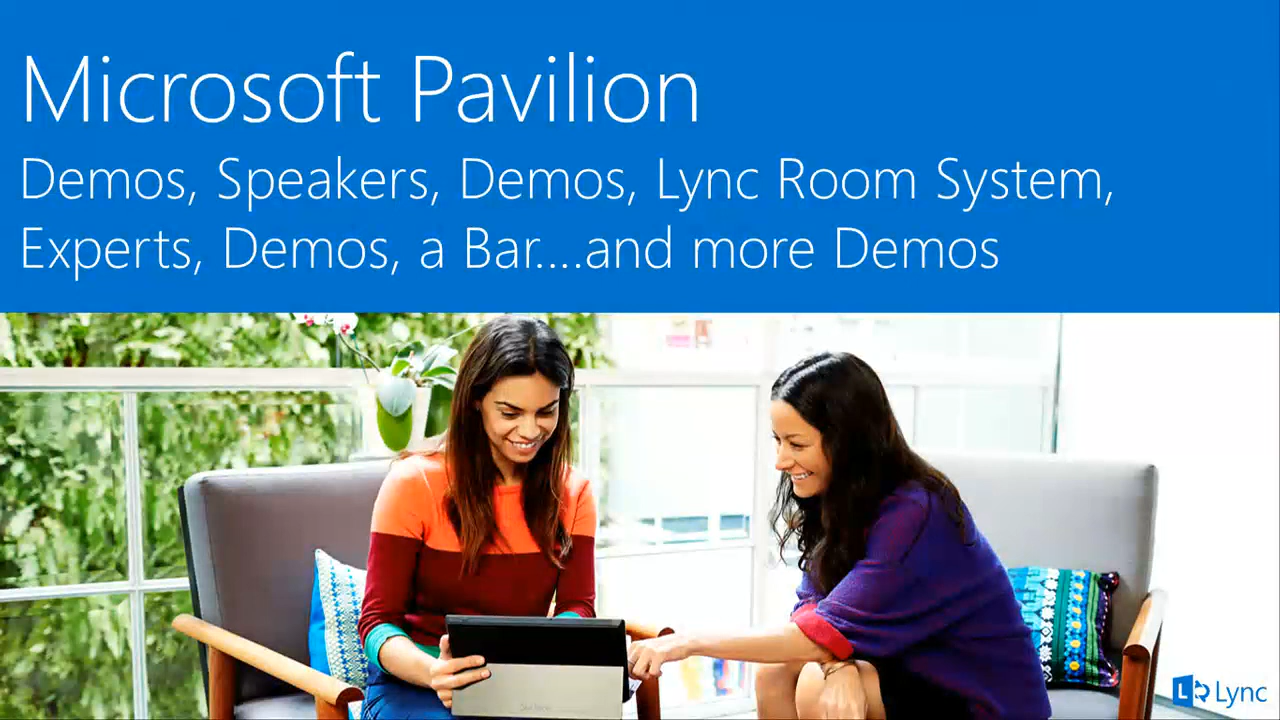 Microsoft Pavilion
Demos, Speakers, Demos, Lync Room System,
Experts, Demos, a Bar....and more Demos
Lync